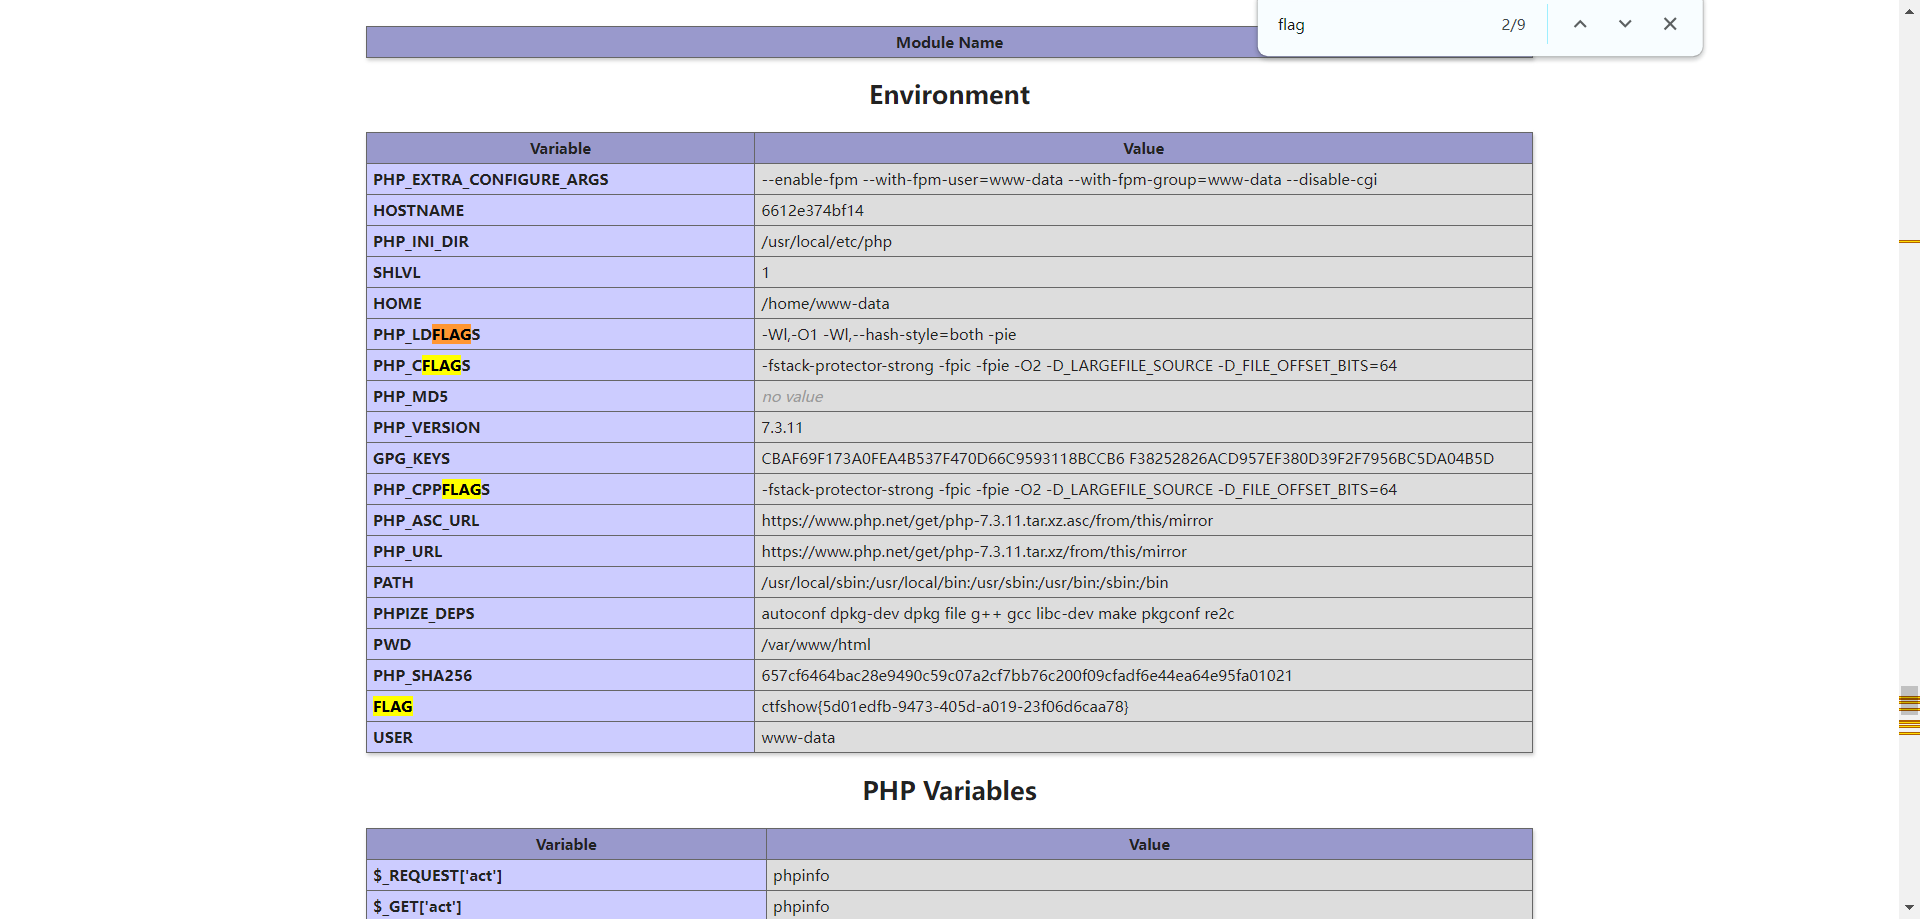 flag 2/9
Module Name
Environment
Variable Value
PHP_EXTRA_CONFIGURE_ARGS --enable-fpm --with-fpm-user=www-data --with-fpm-group=www-data --disable-cgi
HOSTNAME 6612e374bf14
PHP_INI_DIR /usr/local/etc/php
SHLVL 1
HOME /home/www-data
PHP_LDFLAGS -Wl,-O1 -Wl,--hash-style=both -pie
PHP_CFLAGS -fstack-protector-strong -fpic -fpie -O2 -D_LARGEFILE_SOURCE -D_FILE_OFFSET_BITS=64
PHP_MD5 no value
PHP_VERSION 7.3.11
GPG_KEYS CBAF69F173A0FEA4B537F470D66C9593118BCCB6 F38252826ACD957EF380D39F2F7956BC5DA04B5D
PHP_CPPFLAGS -fstack-protector-strong -fpic -fpie -O2 -D_LARGEFILE_SOURCE -D_FILE_OFFSET_BITS=64
PHP_ASC_URL https://www.php.net/get/php-7.3.11.tar.xz.asc/from/this/mirror
PHP_URL https://www.php.net/get/php-7.3.11.tar.xz/from/this/mirror
PATH /usr/local/sbin:/usr/local/bin:/usr/sbin:/usr/bin:/sbin:/bin
PHPIZE_DEPS autoconf dpkg-dev dpkg file g++ gcc libc-dev make pkgconf re2c
PWD /var/www/html
PHP_SHA256 657cf6464bac28e9490c59c07a2cf7bb76c200f09cfadf6e44ea64e95fa01021
FLAG ctfshow{5d01edfb-9473-405d-a019-23f06d6caa78}
USER www-data
PHP Variables
Variable Value
$_REQUEST['act'] phpinfo
$_GET['act'] phpinfo